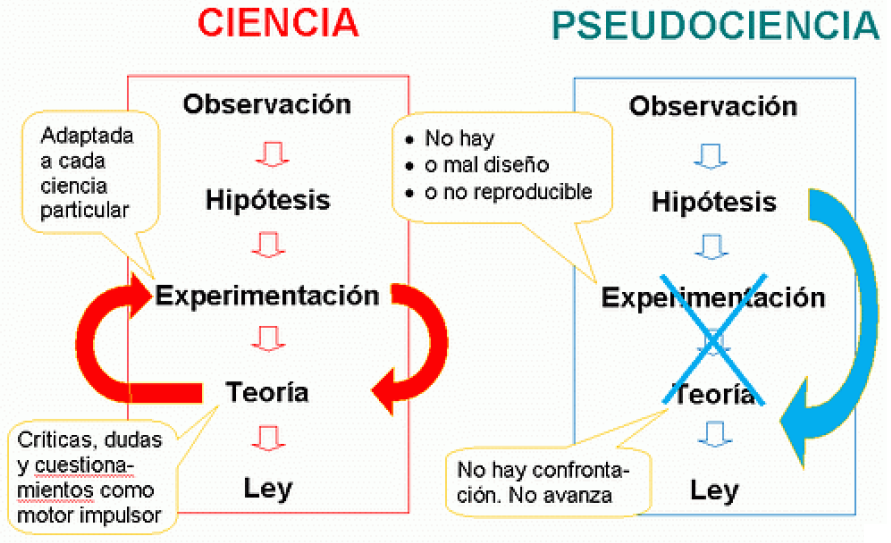 CIENCIA
Observación
Adaptada
a cada
ciencia
particular
Hipótesis
Experimentación
Teoría
Críticas, dudas
y cuestiona-
mientos como
motor impulsor
Ley
PSEUDOCIENCIA
Observación
• No hay
• o mal diseño
• o no reproducible
Hipótesis
Experimentación
Teoría
No hay confronta-
ción. No avanza
Ley